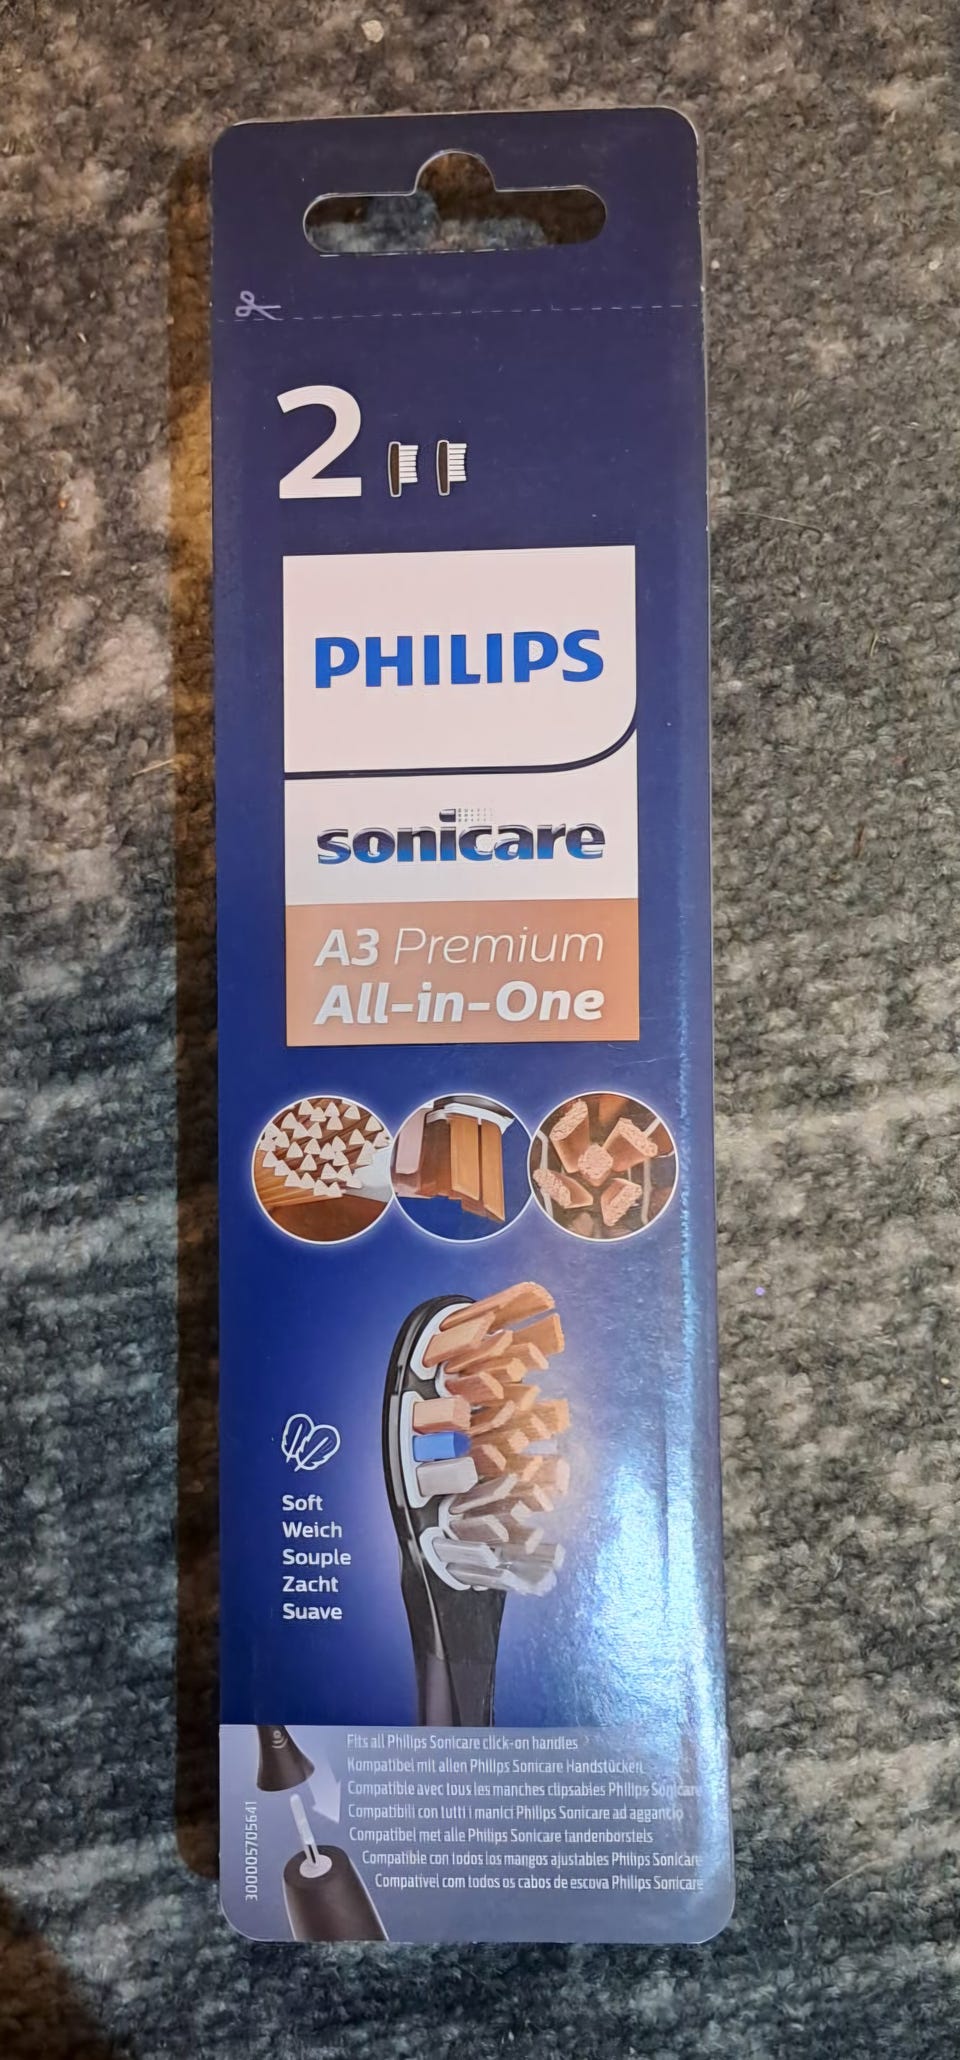 2
PHILIPS
sonicare
A3 Premium
All-in-One
Soft
Weich
Souple
Zacht
Suave
Fits all Philips Sonicare click-on handles
Kompatibel mit allen Philips Sonicare Handstücken
Compatible avec tous les manches clipsables Philips Sonicare
Compatibili con tutti i manici Philips Sonicare ad aggancio
Compatibel met alle Philips Sonicare tandenborstels
Compatible con todos los mangos ajustables Philips Sonicare
Compatível com todos os cabos de escova Philips Sonicare
300005705641